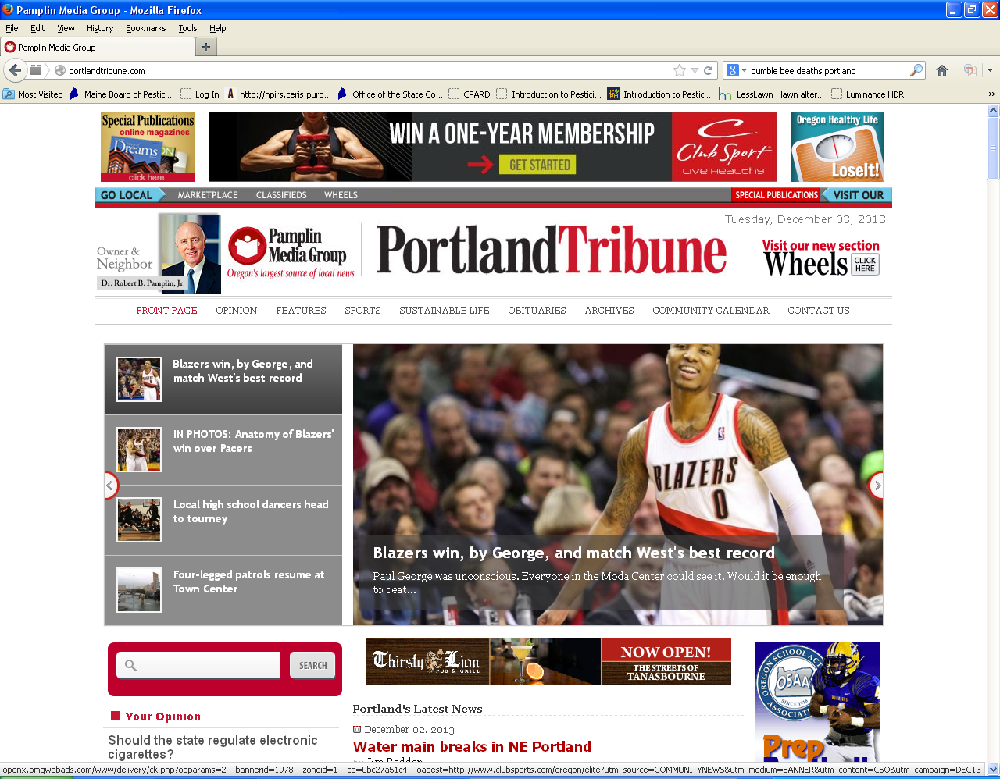 Pamplin Media Group - Mozilla Firefox
File Edit View History Bookmarks Tools Help
Pamplin Media Group
portlandtribune.com
bumble bee deaths portland
Most Visited
Maine Board of Pestici...
Log In
http://npirs.ceris.purd...
Office of the State Co...
CPARD
Introduction to Pestici...
Introduction to Pestici...
LessLawn : lawn alter...
Luminance HDR
Special Publications
online magazines
Dreams
click here
WIN A ONE-YEAR MEMBERSHIP
GET STARTED
ClubSport
LIVE HEALTHY
Oregon Healthy Life
LoseIt!
GO LOCAL
MARKETPLACE CLASSIFIEDS WHEELS
SPECIAL PUBLICATIONS
VISIT OUR
Tuesday, December 03, 2013
Owner &
Neighbor
Dr. Robert B. Pamplin, Jr.
Pamplin
Media Group
Oregon's largest source of local news
PortlandTribune
Visit our new section
Wheels
CLICK
HERE
FRONT PAGE OPINION FEATURES SPORTS SUSTAINABLE LIFE OBITUARIES ARCHIVES COMMUNITY CALENDAR CONTACT US
Blazers win, by George, and
match West's best record
IN PHOTOS: Anatomy of Blazers'
win over Pacers
Local high school dancers head
to tourney
Four-legged patrols resume at
Town Center
BLAZERS
0
Blazers win, by George, and match West's best record
Paul George was unconscious. Everyone in the Moda Center could see it. Would it be enough
to beat...
SEARCH
Thirsty Lion
PUB & GRILL
NOW OPEN!
THE STREETS OF
TANASBOURNE
OREGON SCHOOL ACT
OSAA
SINCE 1918
ASSOCIAT
Prep
Your Opinion
Should the state regulate electronic
cigarettes?
Portland's Latest News
December 02, 2013
Water main breaks in NE Portland
by Jim Redden
openx.pmgwebads.com/www/delivery/ck.php?oaparams=2__bannerid=1978__zoneid=1__cb=0bc27a51c4__oadest=http://www.clubsports.com/oregon/elite?utm_source=COMMUNITYNEWS&utm_medium=BANNER&utm_content=CSO&utm_campaign=DEC13